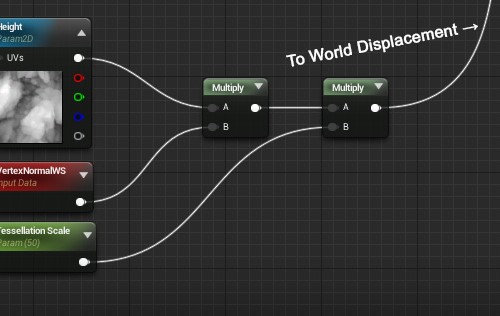 Height
Param2D
UVs
To World Displacement →
Multiply
A
B
Multiply
A
B
VertexNormalWS
Input Data
Tessellation Scale
Param (50)